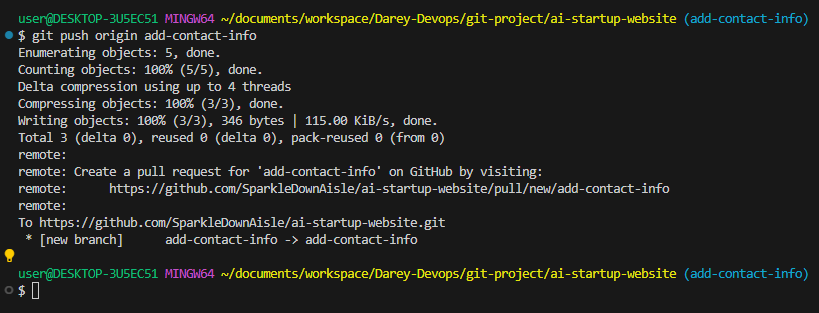 user@DESKTOP-3U5EC51 MINGW64 ~/documents/workspace/Darey-Devops/git-project/ai-startup-website (add-contact-info)
$ git push origin add-contact-info
Enumerating objects: 5, done.
Counting objects: 100% (5/5), done.
Delta compression using up to 4 threads
Compressing objects: 100% (3/3), done.
Writing objects: 100% (3/3), 346 bytes | 115.00 KiB/s, done.
Total 3 (delta 0), reused 0 (delta 0), pack-reused 0 (from 0)
remote:
remote: Create a pull request for 'add-contact-info' on GitHub by visiting:
remote:      https://github.com/SparkleDownAisle/ai-startup-website/pull/new/add-contact-info
remote:
To https://github.com/SparkleDownAisle/ai-startup-website.git
 * [new branch]      add-contact-info -> add-contact-info
user@DESKTOP-3U5EC51 MINGW64 ~/documents/workspace/Darey-Devops/git-project/ai-startup-website (add-contact-info)
$